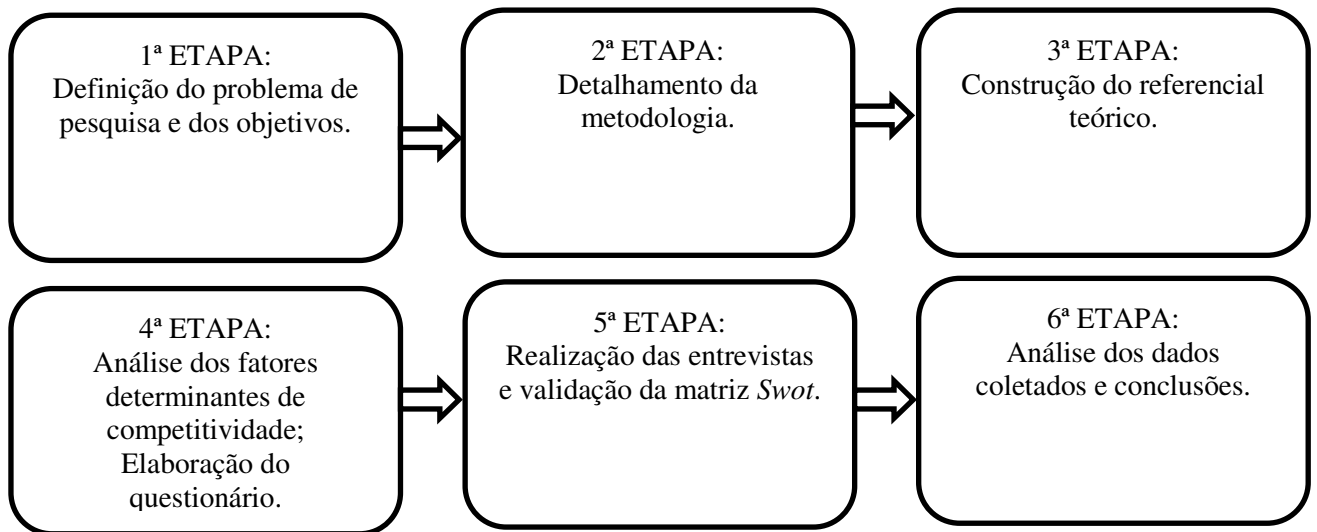 1ª ETAPA:
Definição do problema de
pesquisa e dos objetivos.
2ª ETAPA:
Detalhamento da
metodologia.
3ª ETAPA:
Construção do referencial
teórico.
4ª ETAPA:
Análise dos fatores
determinantes de
competitividade;
Elaboração do
questionário.
5ª ETAPA:
Realização das entrevistas
e validação da matriz Swot.
6ª ETAPA:
Análise dos dados
coletados e conclusões.